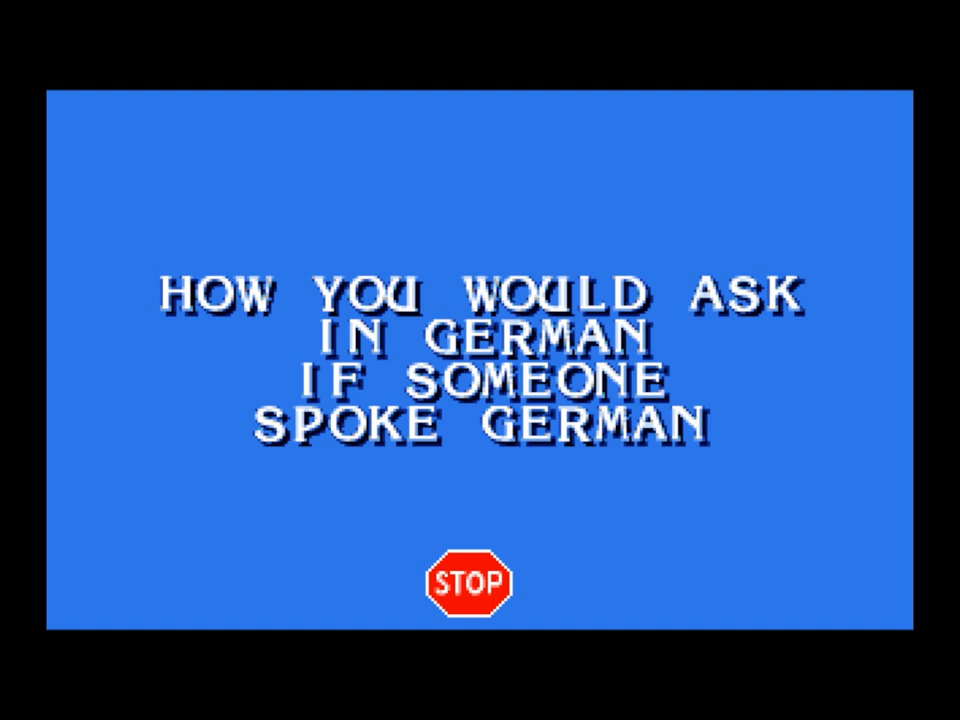 HOW YOU WOULD ASK
IN GERMAN
IF SOMEONE
SPOKE GERMAN
STOP